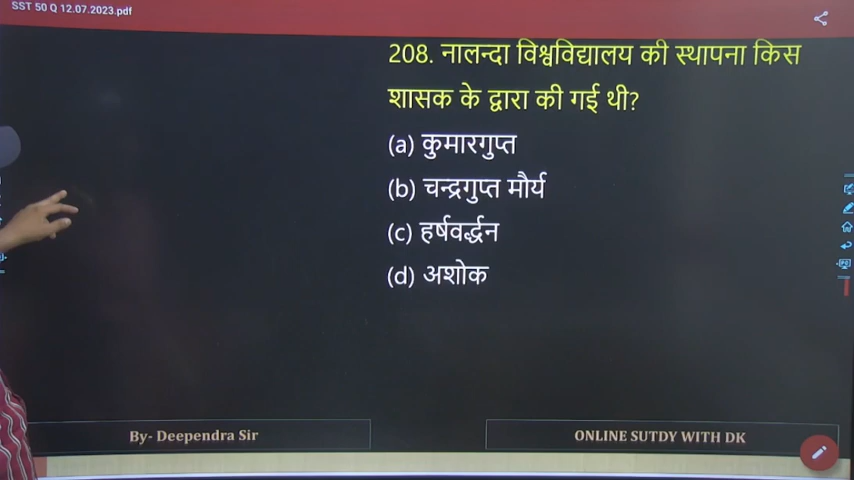 SST 50 Q 12.07.2023.pdf
208. नालन्दा विश्वविद्यालय की स्थापना किस
शासक के द्वारा की गई थी?
(a) कुमारगुप्त
(b) चन्द्रगुप्त मौर्य
(c) हर्षवर्द्धन
(d) अशोक
By- Deependra Sir
ONLINE SUTDY WITH DK